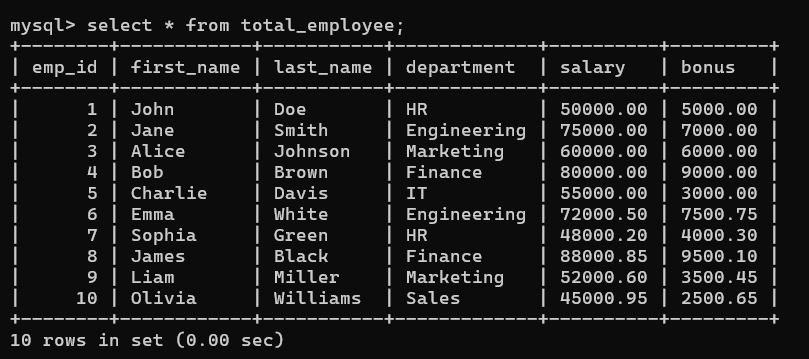 mysql> select * from total_employee;
+--------+------------+-----------+-------------+----------+---------+
| emp_id | first_name | last_name | department  | salary   | bonus   |
+--------+------------+-----------+-------------+----------+---------+
|      1 | John       | Doe       | HR          | 50000.00 | 5000.00 |
|      2 | Jane       | Smith     | Engineering | 75000.00 | 7000.00 |
|      3 | Alice      | Johnson   | Marketing   | 60000.00 | 6000.00 |
|      4 | Bob        | Brown     | Finance     | 80000.00 | 9000.00 |
|      5 | Charlie    | Davis     | IT          | 55000.00 | 3000.00 |
|      6 | Emma       | White     | Engineering | 72000.50 | 7500.75 |
|      7 | Sophia     | Green     | HR          | 48000.20 | 4000.30 |
|      8 | James      | Black     | Finance     | 88000.85 | 9500.10 |
|      9 | Liam       | Miller    | Marketing   | 52000.60 | 3500.45 |
|     10 | Olivia     | Williams  | Sales       | 45000.95 | 2500.65 |
+--------+------------+-----------+-------------+----------+---------+
10 rows in set (0.00 sec)